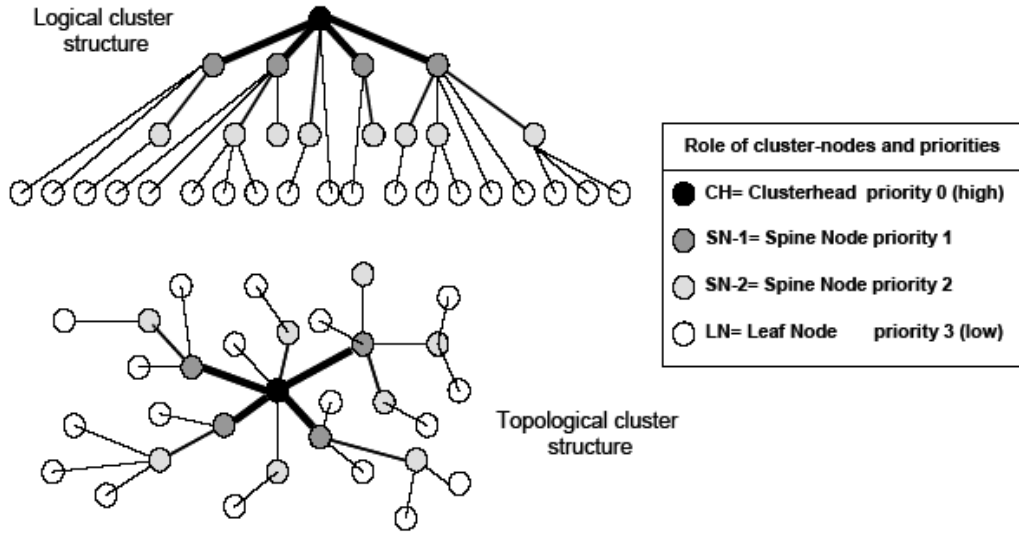 Logical cluster
structure
Role of cluster-nodes and priorities
CH= Clusterhead priority 0 (high)
SN-1= Spine Node priority 1
SN-2= Spine Node priority 2
LN= Leaf Node priority 3 (low)
Topological cluster
structure